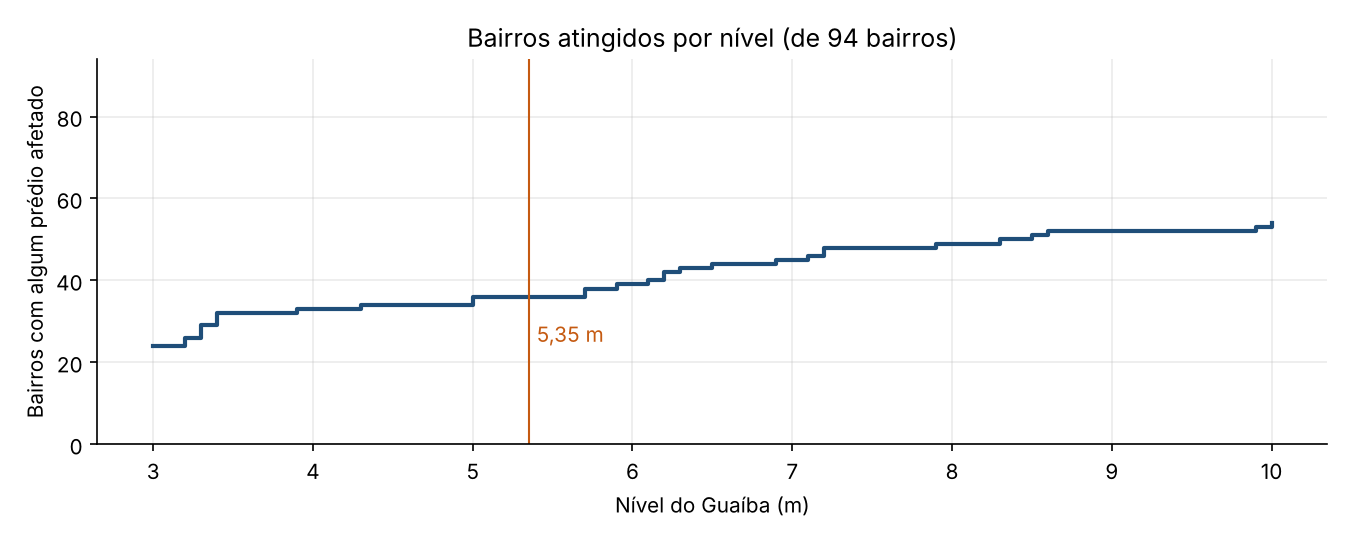 Bairros atingidos por nível (de 94 bairros)
Bairros com algum prédio afetado
80
60
40
20
0
5,35 m
3 4 5 6 7 8 9 10
Nível do Guaíba (m)